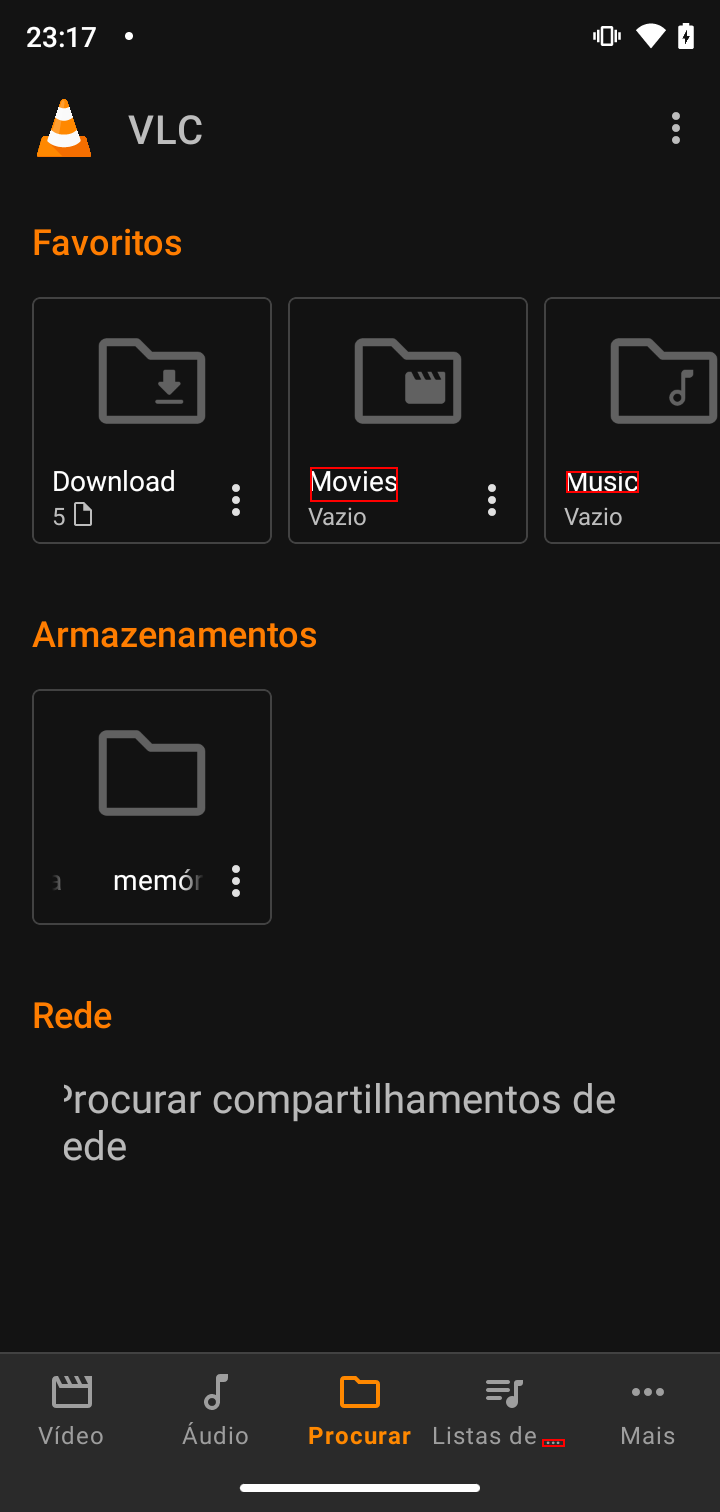 23:17
VLC
Favoritos
Download
5
Movies
Vazio
Music
Vazio
Armazenamentos
memór
Rede
Procurar compartilhamentos de
ede
Vídeo
Áudio
Procurar
Listas de ...
Mais